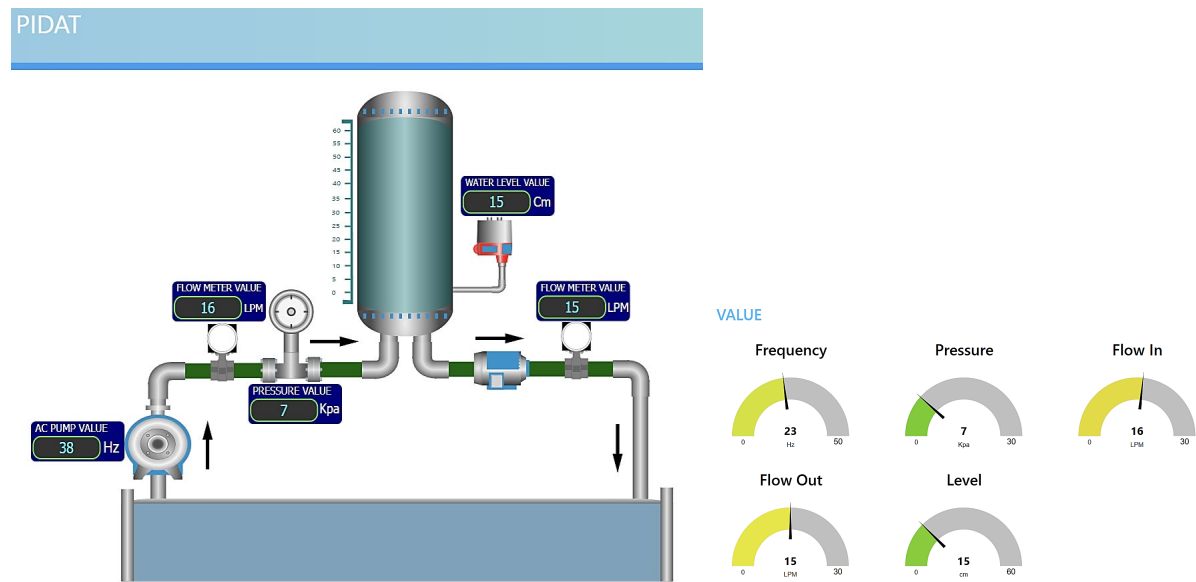 PIDAT
60
55
50
45
40
35
30
25
20
15
10
5
0
WATER LEVEL VALUE
15 Cm
FLOW METER VALUE
16 LPM
FLOW METER VALUE
15 LPM
PRESSURE VALUE
7 Kpa
AC PUMP VALUE
38 Hz
VALUE
Frequency
23
0 Hz 50
Pressure
7
0 Kpa 30
Flow In
16
0 LPM 30
Flow Out
15
0 LPM 30
Level
15
0 cm 60